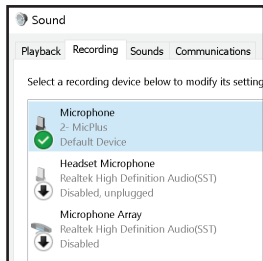 Sound
Playback Recording Sounds Communications
Select a recording device below to modify its setting
Microphone
2- MicPlus
Default Device
Headset Microphone
Realtek High Definition Audio(SST)
Disabled, unplugged
Microphone Array
Realtek High Definition Audio(SST)
Disabled